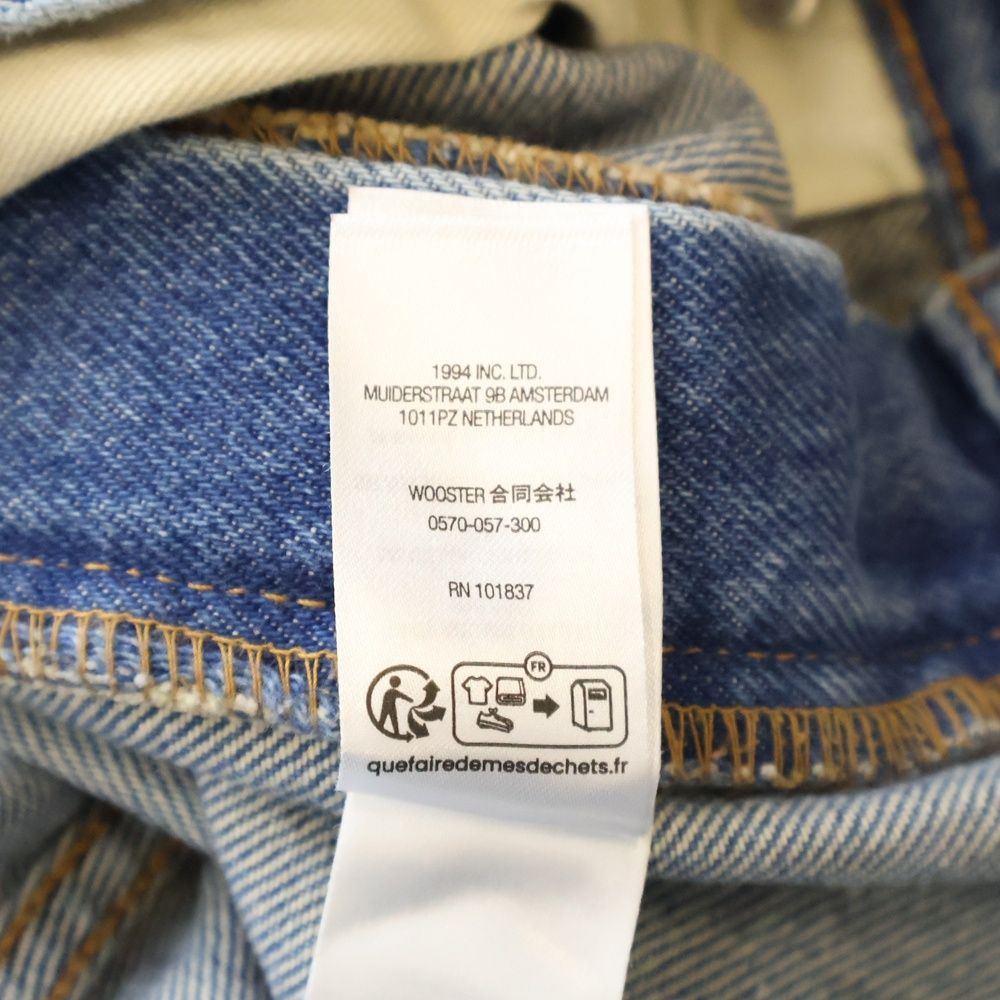 1994 INC. LTD.
MUIDERSTRAAT 9B AMSTERDAM
1011PZ NETHERLANDS
WOOSTER 合同会社
0570-057-300
RN 101837
FR
quefairedemesdechets.fr